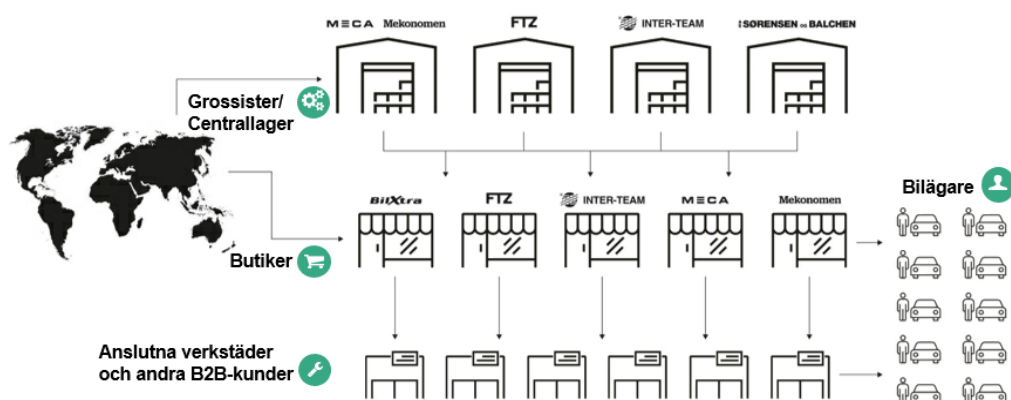 MECA Mekonomen
FTZ
INTER-TEAM
SØRENSEN OG BALCHEN
Grossister/
Centrallager
BilXtra
FTZ
INTER-TEAM
MECA
Mekonomen
Bilägare
Butiker
Anslutna verkstäder
och andra B2B-kunder